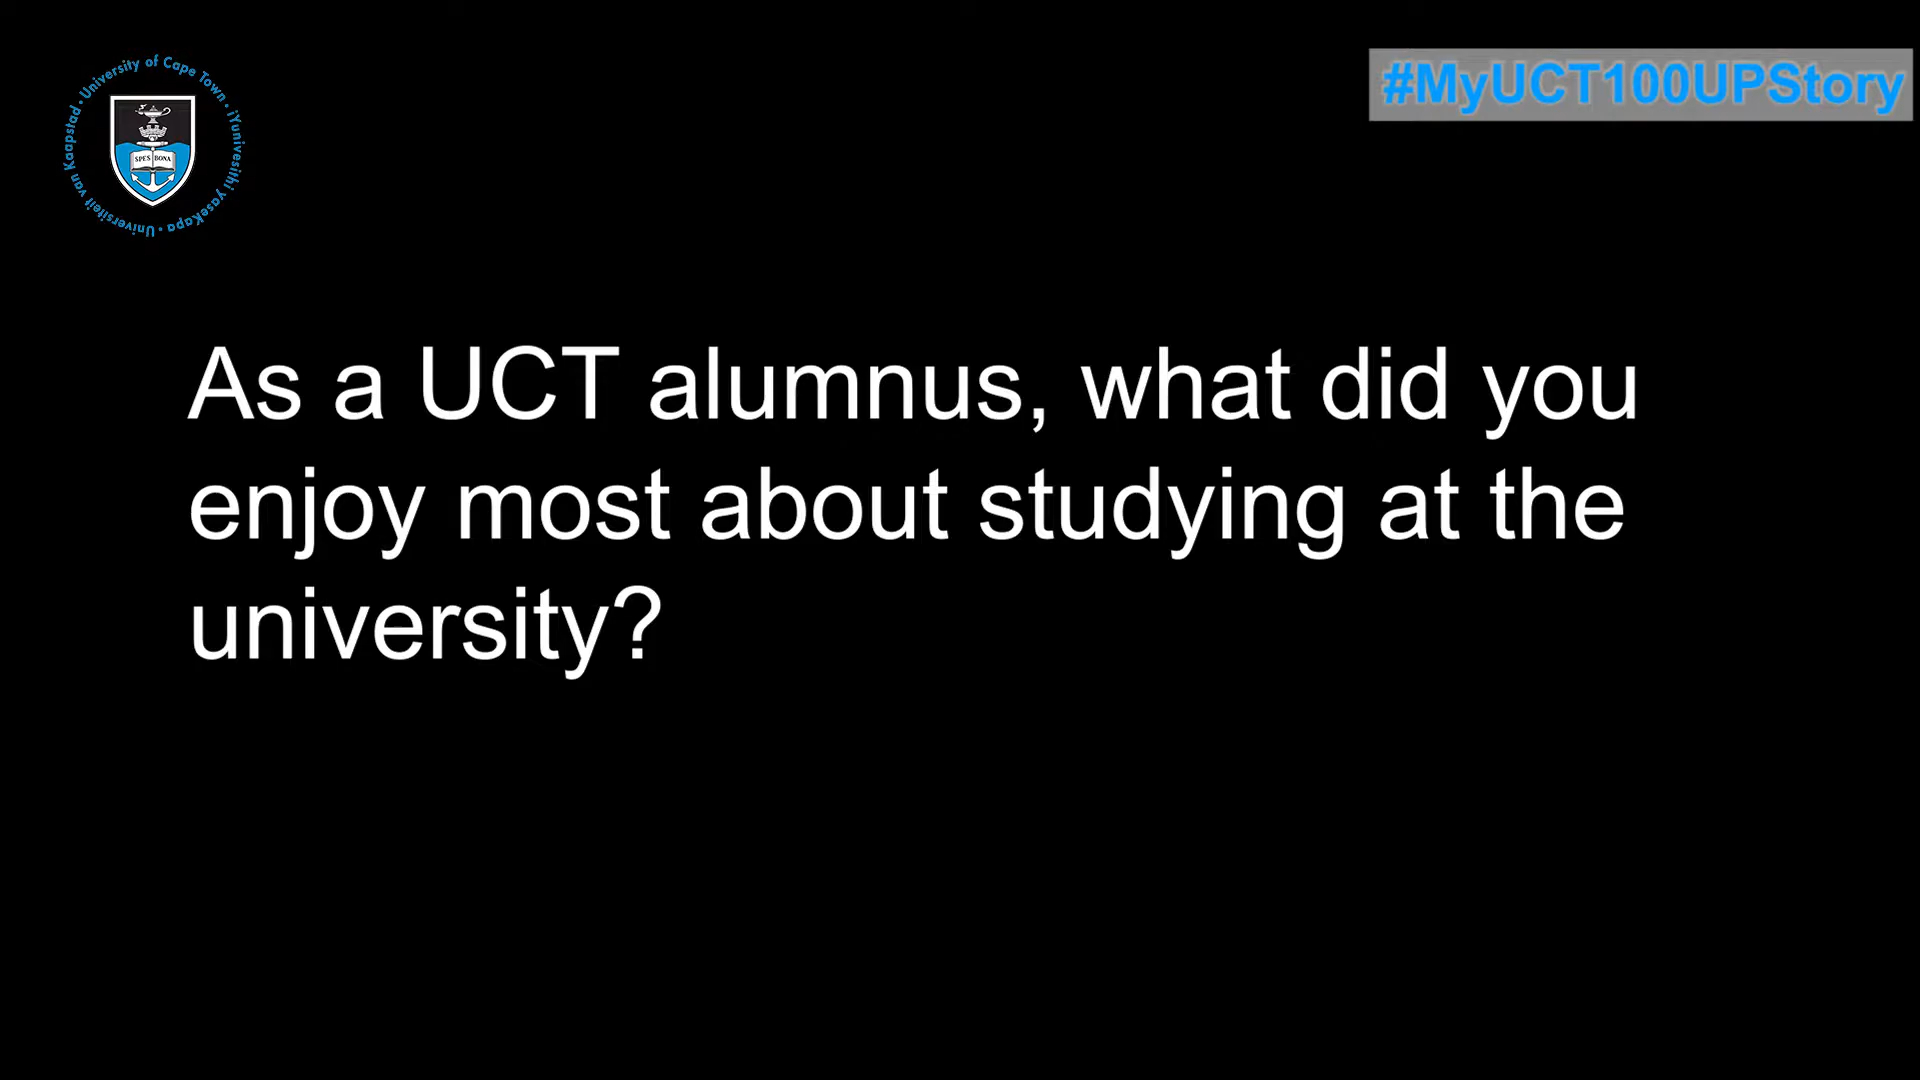 University of Cape Town • iYunivesithi yaseKapa • Universiteit van Kaapstad •
SPES BONA
#MyUCT100UPStory
As a UCT alumnus, what did you
enjoy most about studying at the
university?